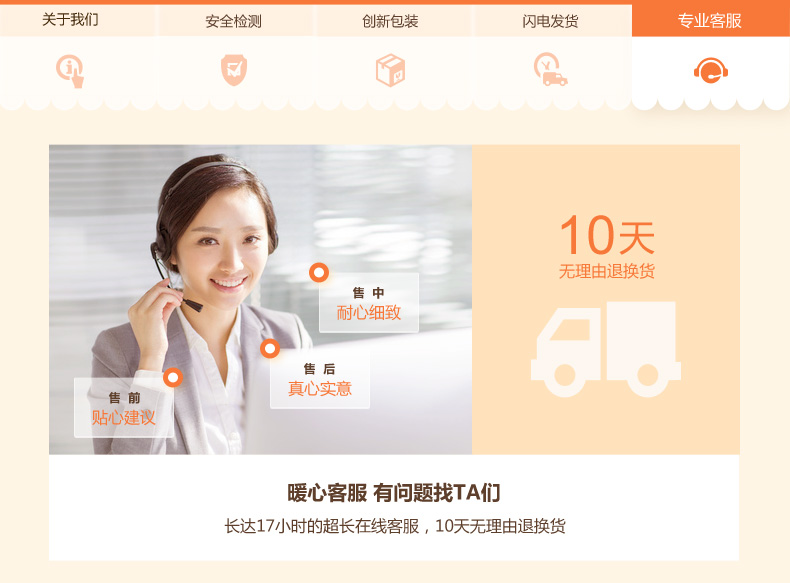 关于我们
安全检测
创新包装
闪电发货
专业客服
售 中
耐心细致
售 后
真心实意
售 前
贴心建议
10天
无理由退换货
暖心客服 有问题找TA们
长达17小时的超长在线客服，10天无理由退换货